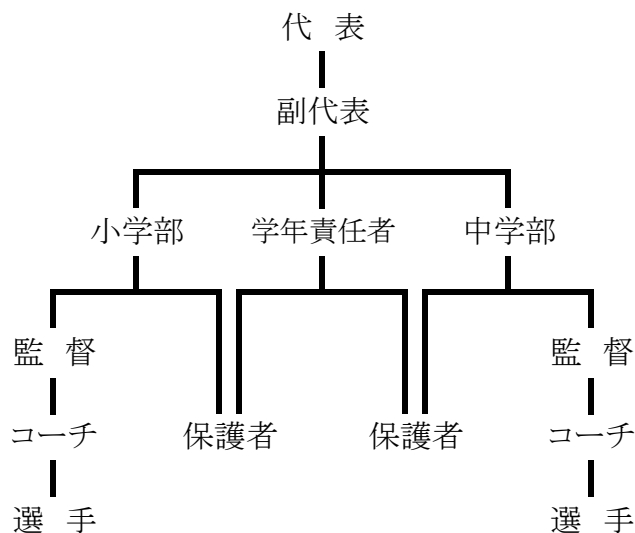 代 表
副代表
小学部 学年責任者 中学部
監 督 監 督
コーチ 保護者 保護者 コーチ
選 手 選 手